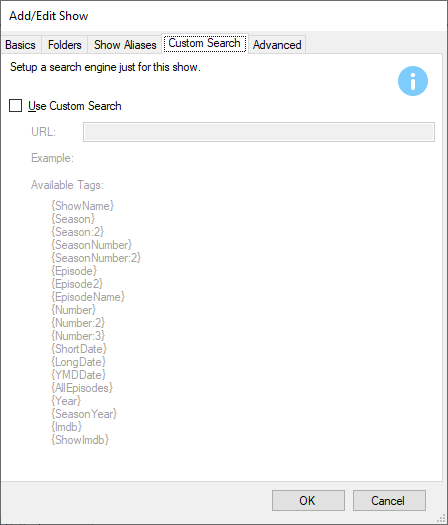 Add/Edit Show
Basics Folders Show Aliases Custom Search Advanced
Setup a search engine just for this show.
Use Custom Search
URL:
Example:
Available Tags:
{ShowName}
{Season}
{Season:2}
{SeasonNumber}
{SeasonNumber:2}
{Episode}
{Episode2}
{EpisodeName}
{Number}
{Number:2}
{Number:3}
{ShortDate}
{LongDate}
{YMDDate}
{AllEpisodes}
{Year}
{SeasonYear}
{Imdb}
{ShowImdb}
OK Cancel